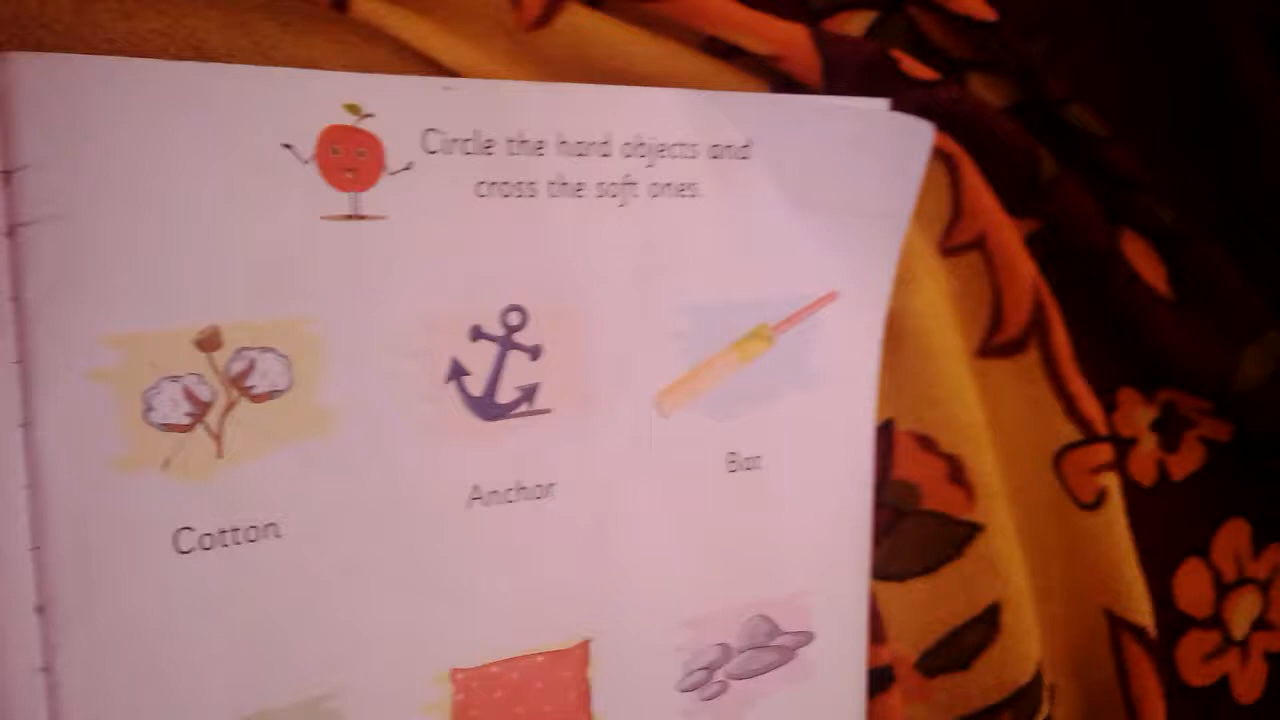 Circle the hard objects and
cross the soft ones.
Cotton
Anchor
Bat